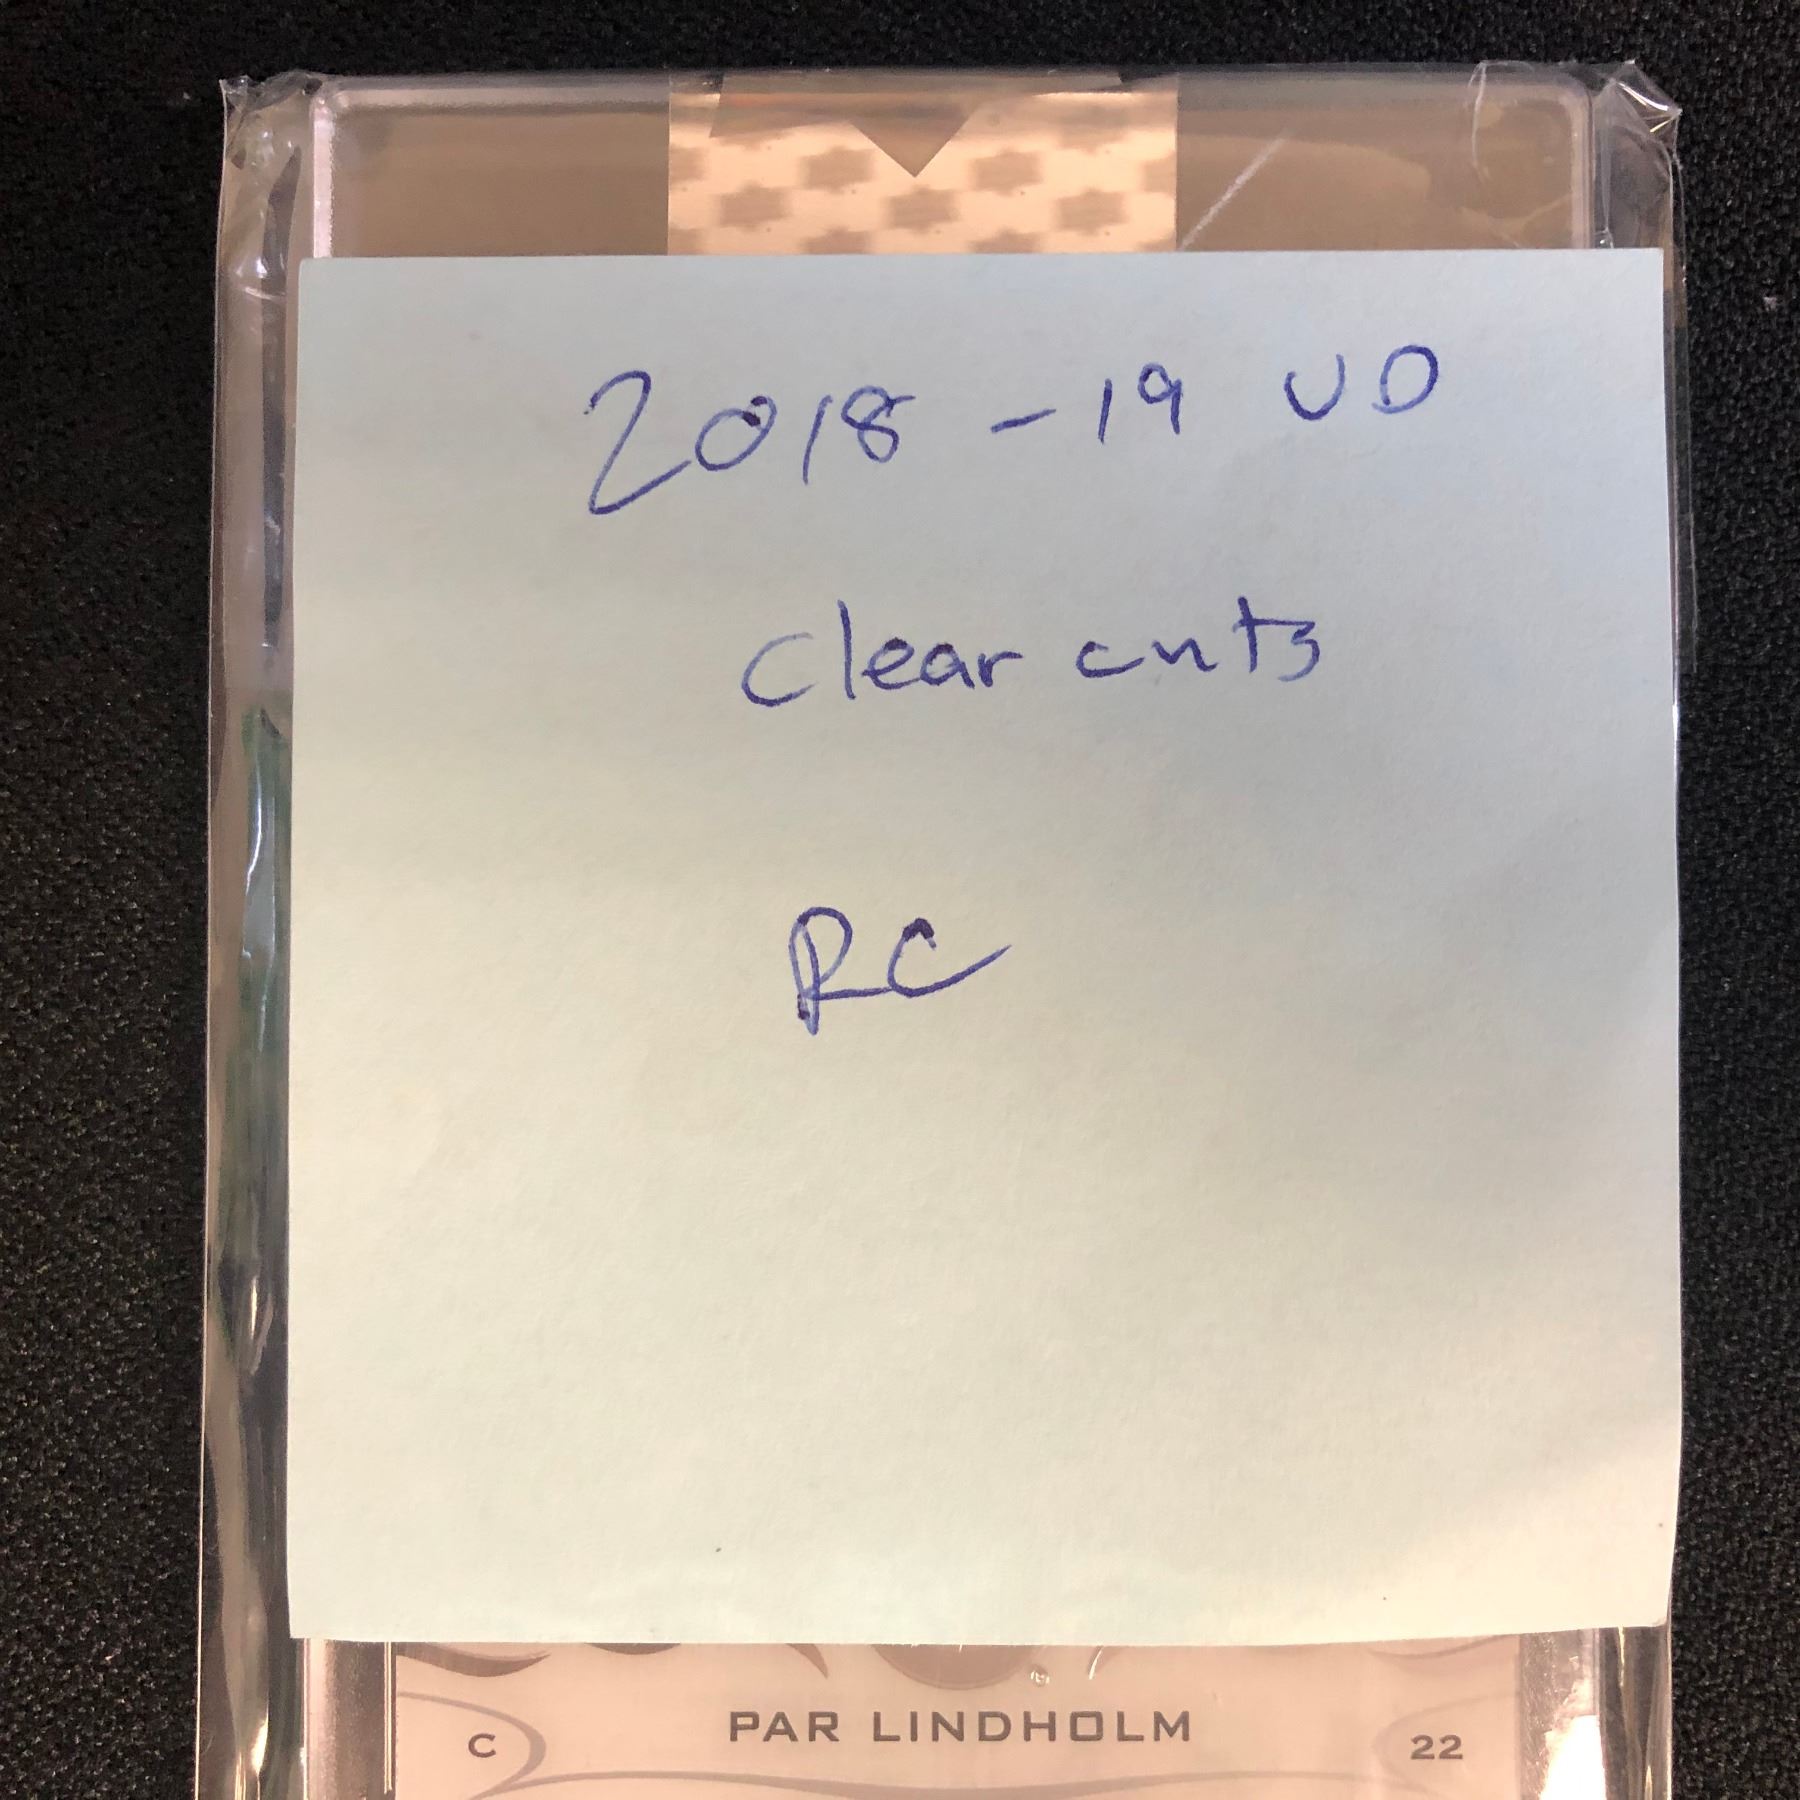 2018-19 UD
Clear cuts
RC
PAR LINDHOLM
C
22